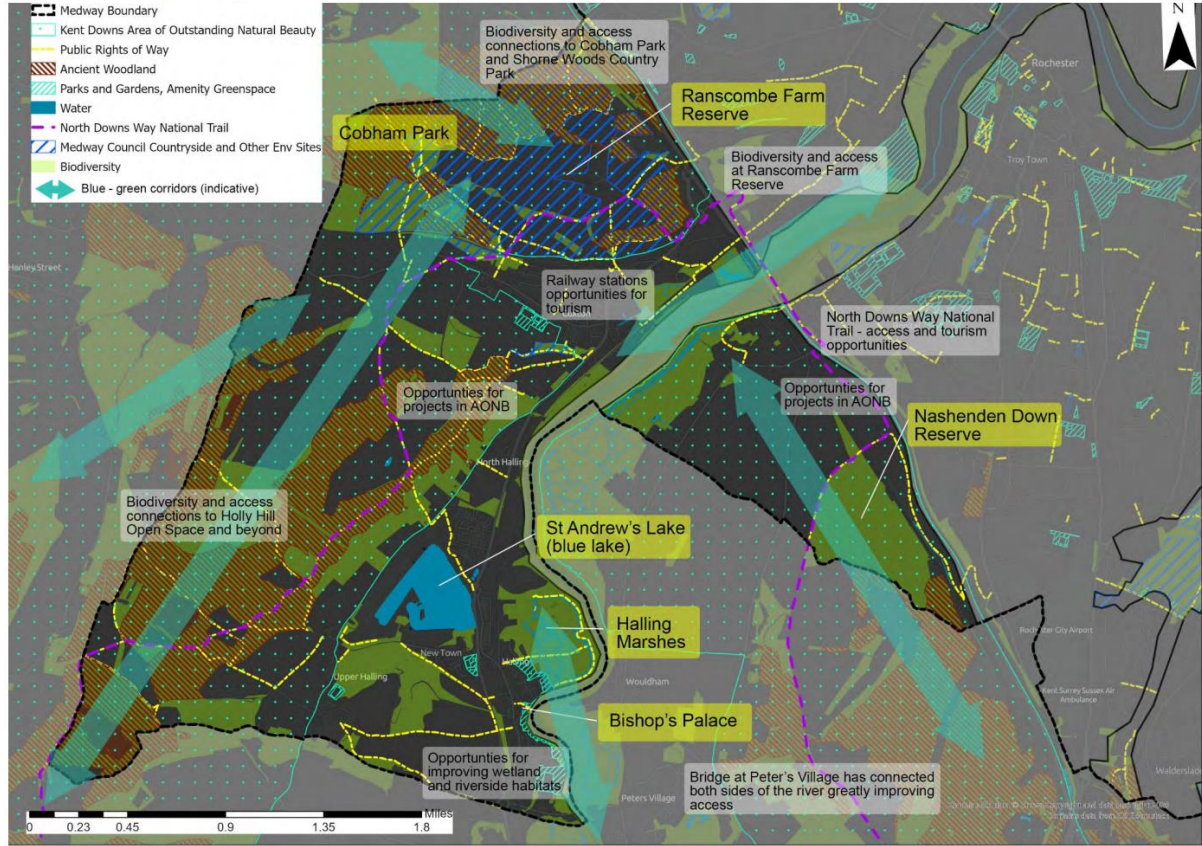 Medway Boundary
Kent Downs Area of Outstanding Natural Beauty
Public Rights of Way
Ancient Woodland
Parks and Gardens, Amenity Greenspace
Water
North Downs Way National Trail
Medway Council Countryside and Other Env Sites
Biodiversity
Blue - green corridors (indicative)
N
Biodiversity and access
connections to Cobham Park
and Shorne Woods Country
Park
Rochester
Ranscombe Farm
Reserve
Cobham Park
Troy Town
Biodiversity and access
at Ranscombe Farm
Reserve
Henley Street
Railway stations
opportunities for
tourism
North Downs Way National
Trail - access and tourism
opportunities
Opportunties for
projects in AONB
Opportunities for
projects in AONB
Nashenden Down
Reserve
North Halling
Biodiversity and access
connections to Holly Hill
Open Space and beyond
St Andrew's Lake
(blue lake)
Halling
Marshes
Rochester City Airport
New Town
Upper Halling
Wouldham
Kent Surrey Sussex Air
Ambulance
Bishop's Palace
Opportunties for
improving wetland
and riverside habitats
Bridge at Peter's Village has connected
both sides of the river greatly improving
access
Peters Village
Miles
0 0.23 0.45 0.9 1.35 1.8